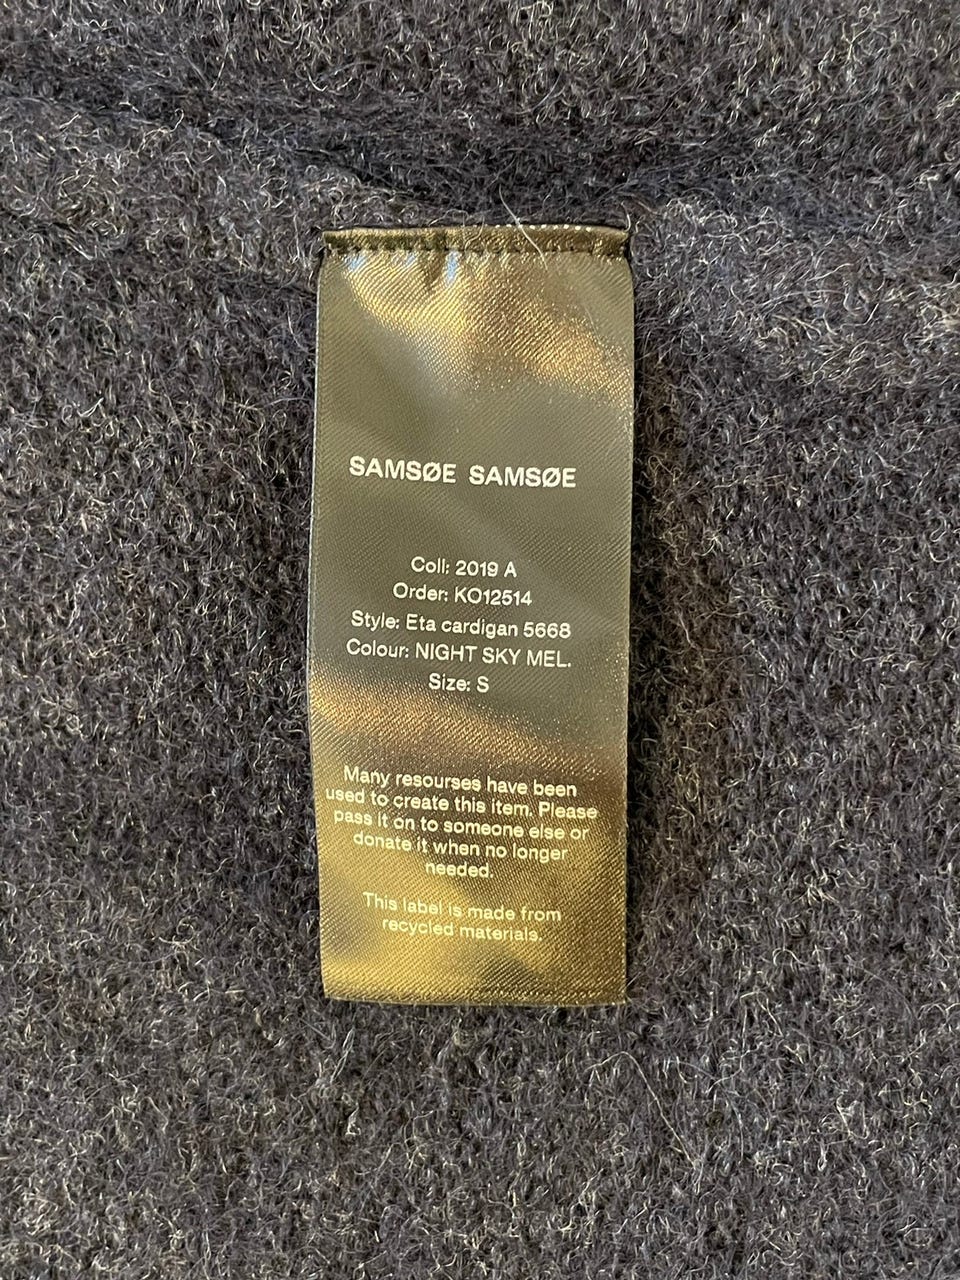 SAMSØE SAMSØE
Coll: 2019 A
Order: KO12514
Style: Eta cardigan 5668
Colour: NIGHT SKY MEL.
Size: S
Many resourses have been
used to create this item. Please
pass it on to someone else or
donate it when no longer
needed.
This label is made from
recycled materials.